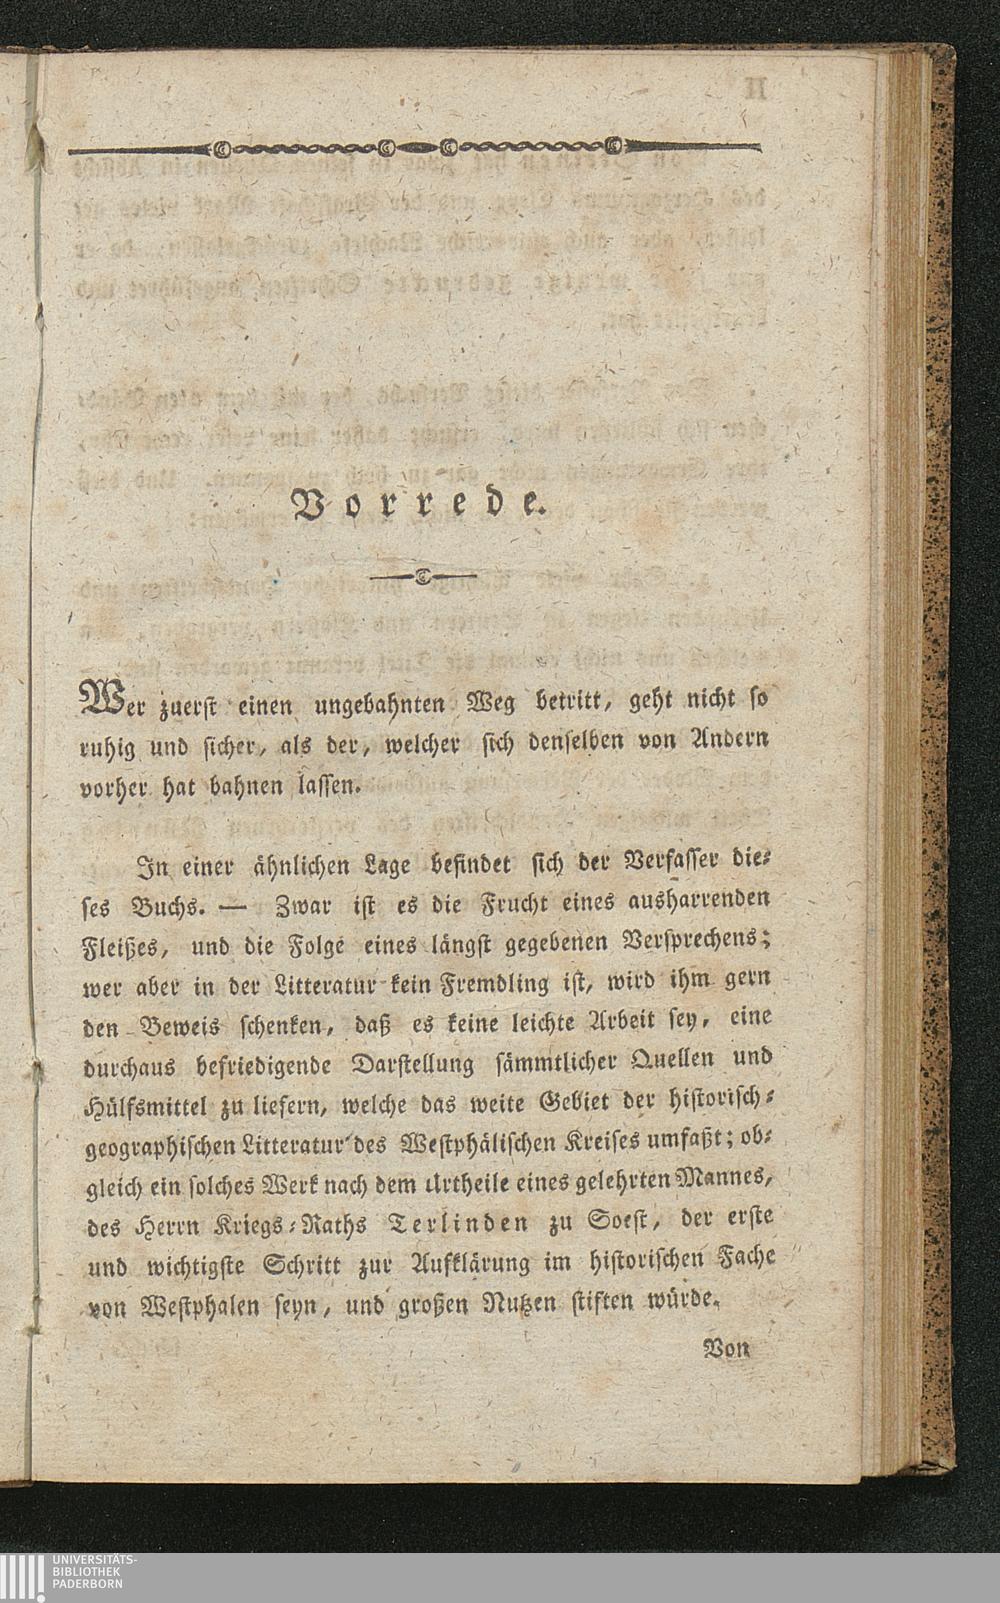 Vorrede.
Wer zuerst einen ungebahnten Weg betritt, geht nicht so
ruhig und sicher, als der, welcher sich denselben von Andern
vorher hat bahnen lassen.
In einer ähnlichen Lage befindet sich der Verfasser die-
ses Buchs. — Zwar ist es die Frucht eines ausharrenden
Fleißes, und die Folge eines längst gegebenen Versprechens;
wer aber in der Litteratur kein Fremdling ist, wird ihm gern
den Beweis schenken, daß es keine leichte Arbeit sey, eine
durchaus befriedigende Darstellung sämmtlicher Quellen und
Hülfsmittel zu liefern, welche das weite Gebiet der historisch-
geographischen Litteratur des Westphälischen Kreises umfaßt; ob-
gleich ein solches Werk nach dem Urtheile eines gelehrten Mannes,
des Herrn Kriegs-Raths Terlinden zu Soest, der erste
und wichtigste Schritt zur Aufklärung im historischen Fache
von Westphalen seyn, und großen Nutzen stiften würde.
Von
UNIVERSITÄTS-
BIBLIOTHEK
PADERBORN